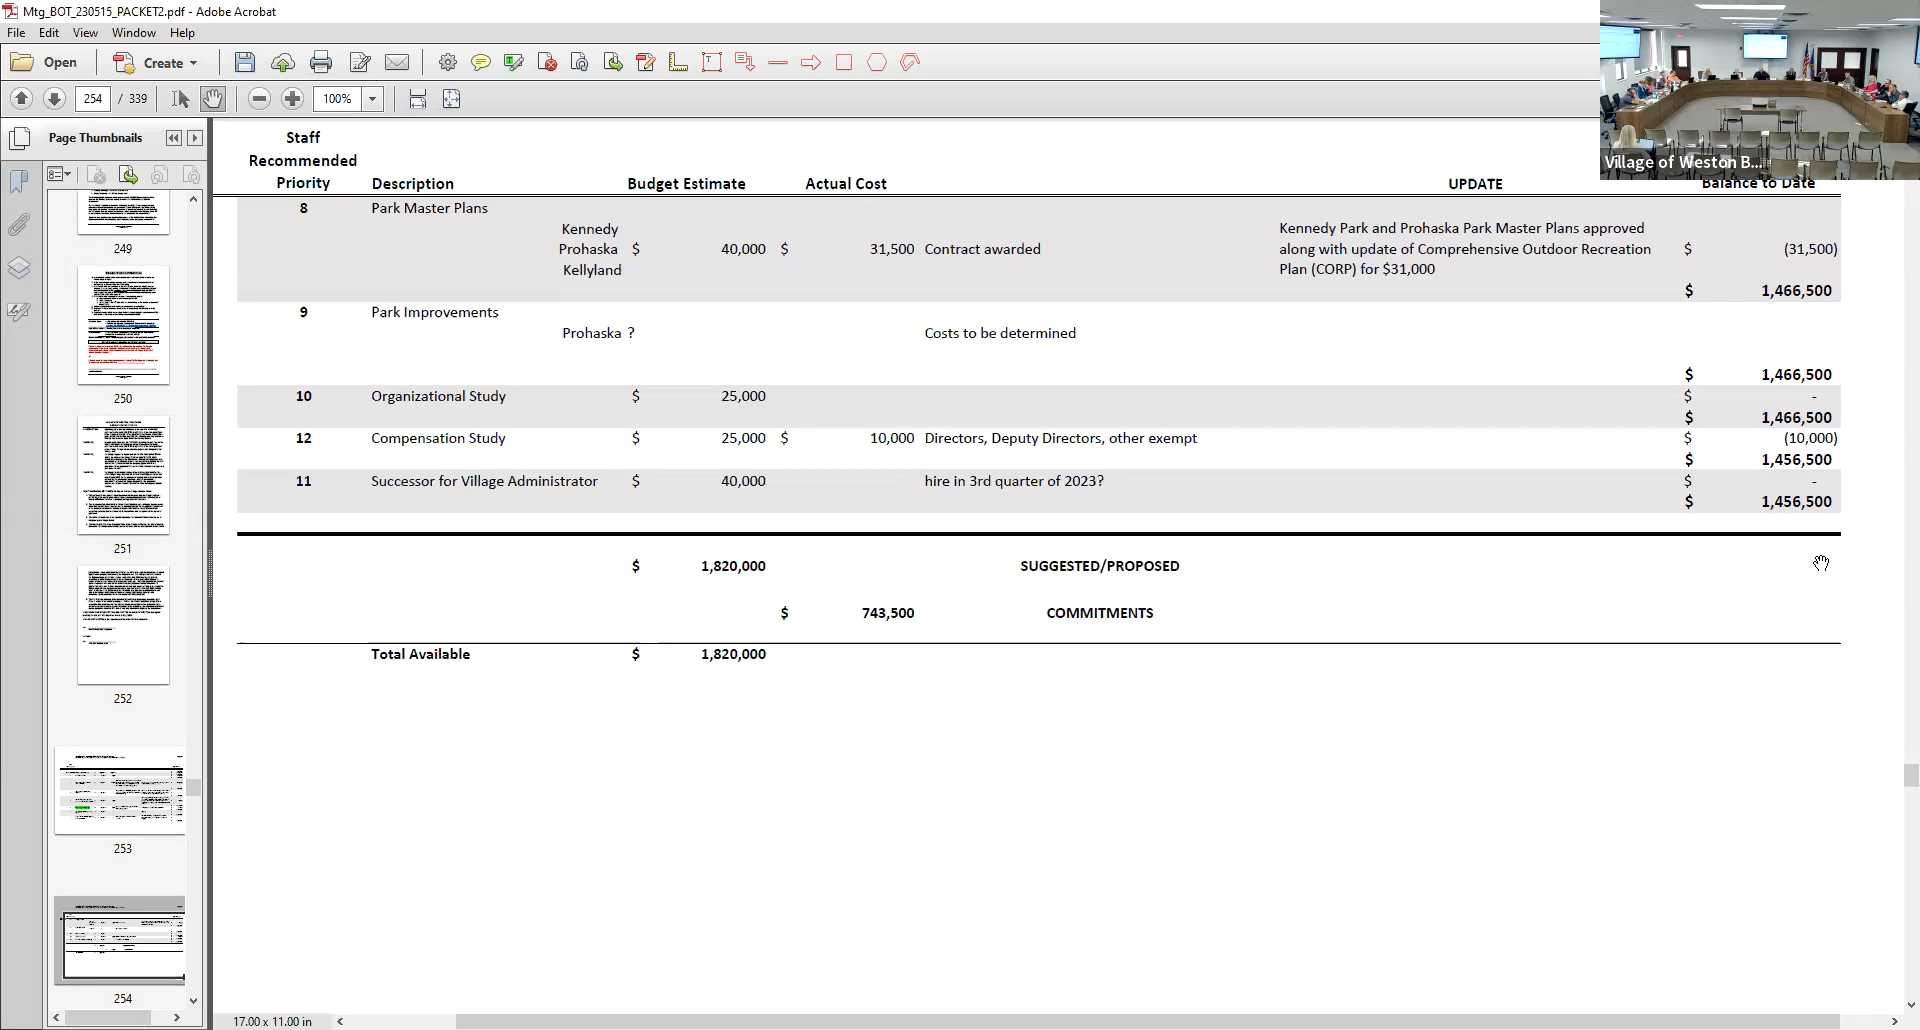 Mtg_BOT_230515_PACKET2.pdf - Adobe Acrobat
File Edit View Window Help
Open Create
254 / 339 100%
Page Thumbnails
249
250
251
252
253
254
Village of Weston B...
Staff
Recommended
Priority Description Budget Estimate Actual Cost UPDATE Balance to Date
8 Park Master Plans
Kennedy Kennedy Park and Prohaska Park Master Plans approved
Prohaska $ 40,000 $ 31,500 Contract awarded along with update of Comprehensive Outdoor Recreation $ (31,500)
Kellyland Plan (CORP) for $31,000
$ 1,466,500
9 Park Improvements
Prohaska ? Costs to be determined
$ 1,466,500
10 Organizational Study $ 25,000 $ -
$ 1,466,500
12 Compensation Study $ 25,000 $ 10,000 Directors, Deputy Directors, other exempt $ (10,000)
$ 1,456,500
11 Successor for Village Administrator $ 40,000 hire in 3rd quarter of 2023? $ -
$ 1,456,500
$ 1,820,000 SUGGESTED/PROPOSED
$ 743,500 COMMITMENTS
Total Available $ 1,820,000
17.00 x 11.00 in